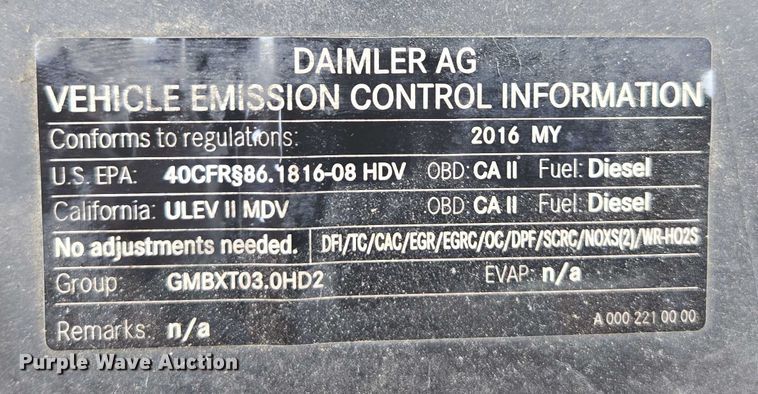 DAIMLER AG
VEHICLE EMISSION CONTROL INFORMATION
Conforms to regulations: 2016 MY
U.S. EPA: 40CFR§86.1816-08 HDV OBD: CA II Fuel: Diesel
California: ULEV II MDV OBD: CA II Fuel: Diesel
No adjustments needed. DFI/TC/CAC/EGR/EGRC/OC/DPF/SCRC/NOXS(2)/WR-HO2S
Group: GMBXT03.0HD2 EVAP: n/a
Remarks: n/a A 000 221 00 00
Purple Wave Auction